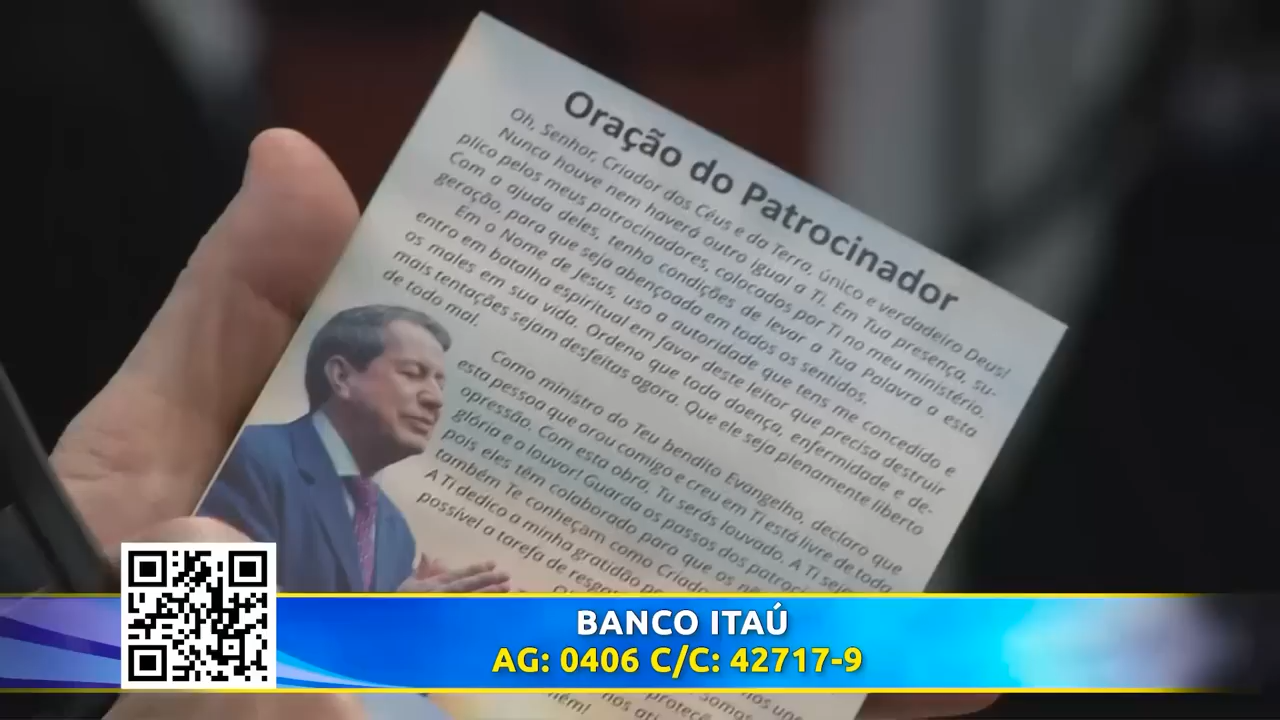 Oração do Patrocinador
Oh, Senhor, Criador dos Céus e da Terra, único e verdadeiro Deus!
Nunca houve nem haverá outro igual a Ti. Em Tua presença, su-
plico pelos meus patrocinadores, colocados por Ti no meu ministério.
Com a ajuda deles, tenho condições de levar a Tua Palavra a esta
geração, para que seja abençoada em todos os sentidos.
Em o Nome de Jesus, uso a autoridade que tens me concedido e
entro em batalha espiritual em favor deste leitor que precisa destruir
os males em sua vida. Ordeno que toda doença, enfermidade e de-
mais tentações sejam desfeitas agora. Que ele seja plenamente liberto
de todo mal.
Como ministro do Teu bendito Evangelho, declaro que
esta pessoa que orou comigo e creu em Ti está livre de toda
opressão. Com esta obra, Tu serás louvado. A Ti seja
glória e o louvor! Guarda os passos dos patroci
pois eles têm colaborado para que os
também Te conheçam como Criado
A Ti dedico a minha gratidão
possível a tarefa de resga
BANCO ITAÚ
AG: 0406 C/C: 42717-9